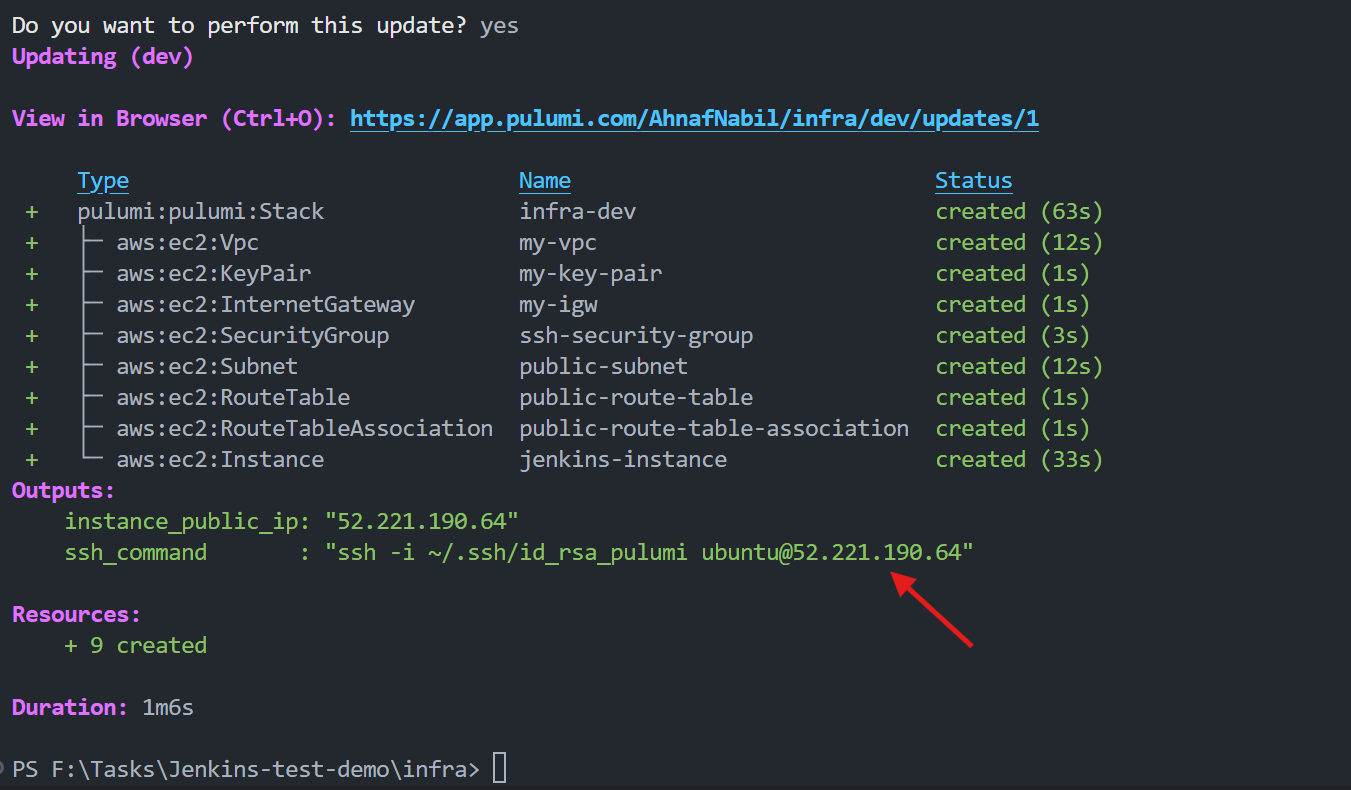 Do you want to perform this update? yes
Updating (dev)
View in Browser (Ctrl+O): https://app.pulumi.com/AhnafNabil/infra/dev/updates/1
Type Name Status
+ pulumi:pulumi:Stack infra-dev created (63s)
+ ├─ aws:ec2:Vpc my-vpc created (12s)
+ ├─ aws:ec2:KeyPair my-key-pair created (1s)
+ ├─ aws:ec2:InternetGateway my-igw created (1s)
+ ├─ aws:ec2:SecurityGroup ssh-security-group created (3s)
+ ├─ aws:ec2:Subnet public-subnet created (12s)
+ ├─ aws:ec2:RouteTable public-route-table created (1s)
+ ├─ aws:ec2:RouteTableAssociation public-route-table-association created (1s)
+ └─ aws:ec2:Instance jenkins-instance created (33s)
Outputs:
instance_public_ip: "52.221.190.64"
ssh_command : "ssh -i ~/.ssh/id_rsa_pulumi ubuntu@52.221.190.64"
Resources:
+ 9 created
Duration: 1m6s
PS F:\Tasks\Jenkins-test-demo\infra>